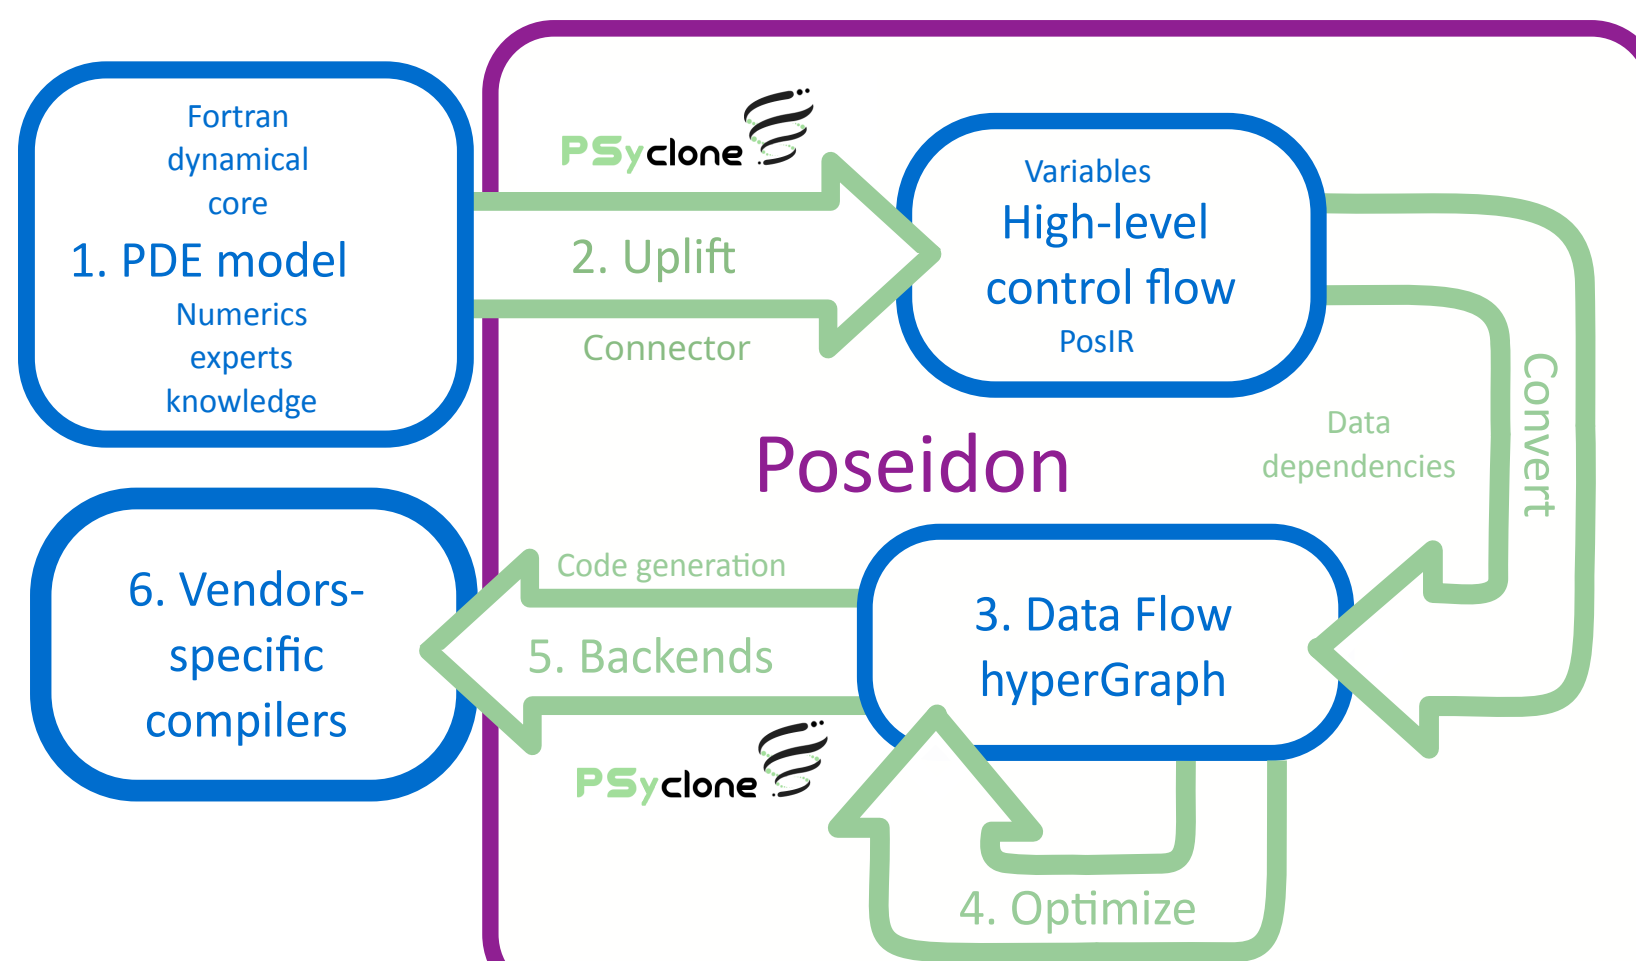 Fortran
dynamical
core
1. PDE model
Numerics
experts
knowledge
PSyclone
2. Uplift
Connector
Variables
High-level
control flow
PosIR
Convert
Data
dependencies
Poseidon
3. Data Flow
hyperGraph
4. Optimize
Code generation
5. Backends
PSyclone
6. Vendors-
specific
compilers